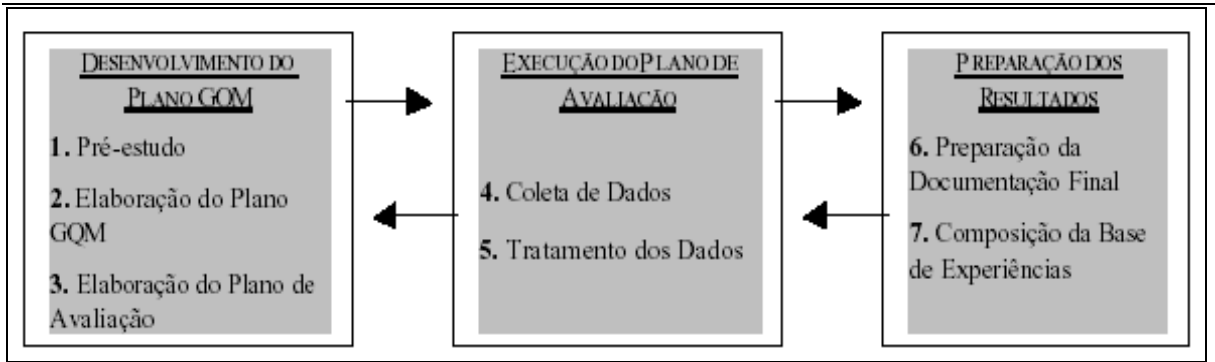 DESENVOLVIMENTO DO
PLANO GQM
1. Pré-estudo
2. Elaboração do Plano
GQM
3. Elaboração do Plano de
Avaliação
EXECUÇÃO DO PLANO DE
AVALIAÇÃO
4. Coleta de Dados
5. Tratamento dos Dados
PREPARAÇÃO DOS
RESULTADOS
6. Preparação da
Documentação Final
7. Composição da Base
de Experiências